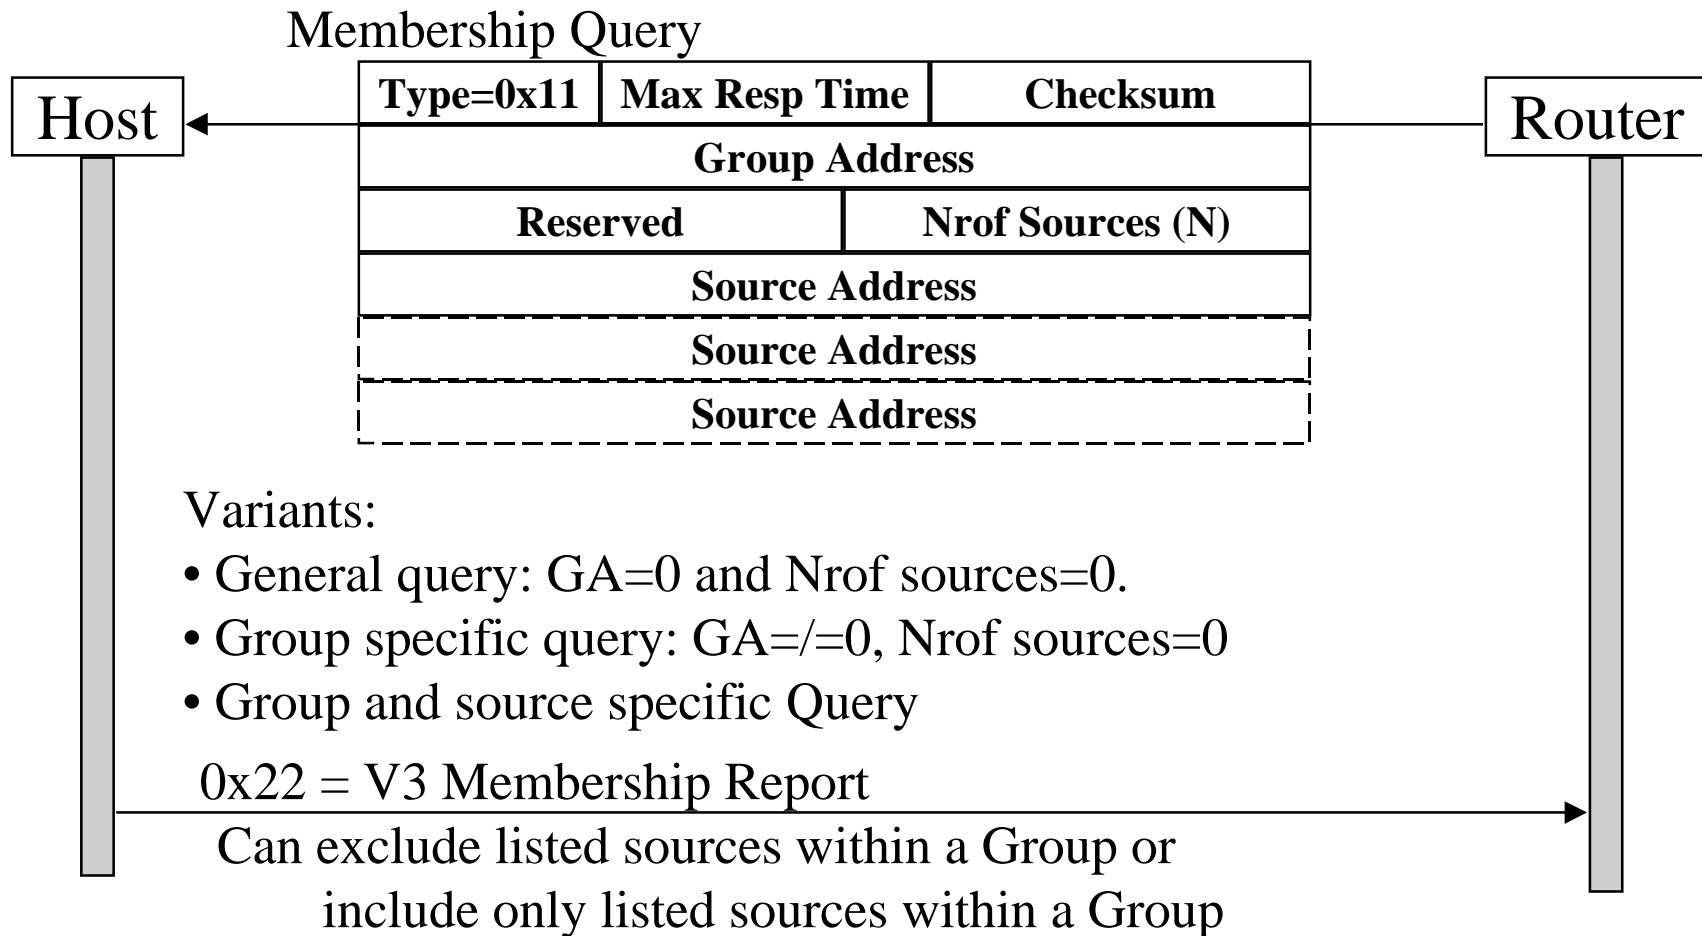 Membership Query
Host
Type=0x11 Max Resp Time Checksum
Router
Group Address
Reserved Nrof Sources (N)
Source Address
Source Address
Source Address
Variants:
• General query: GA=0 and Nrof sources=0.
• Group specific query: GA=/=0, Nrof sources=0
• Group and source specific Query
0x22 = V3 Membership Report
Can exclude listed sources within a Group or
include only listed sources within a Group